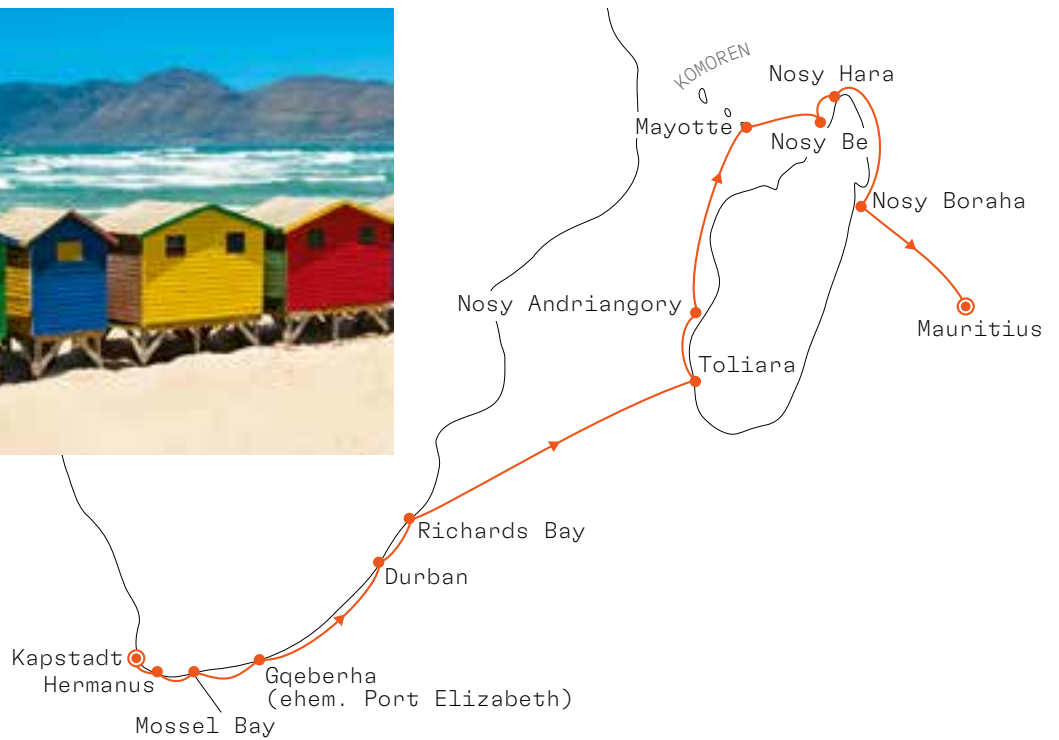 KOMOREN
Nosy Hara
Mayotte
Nosy Be
Nosy Boraha
Nosy Andriangory
Mauritius
Toliara
Richards Bay
Durban
Kapstadt
Hermanus
Gqeberha
(ehem. Port Elizabeth)
Mossel Bay